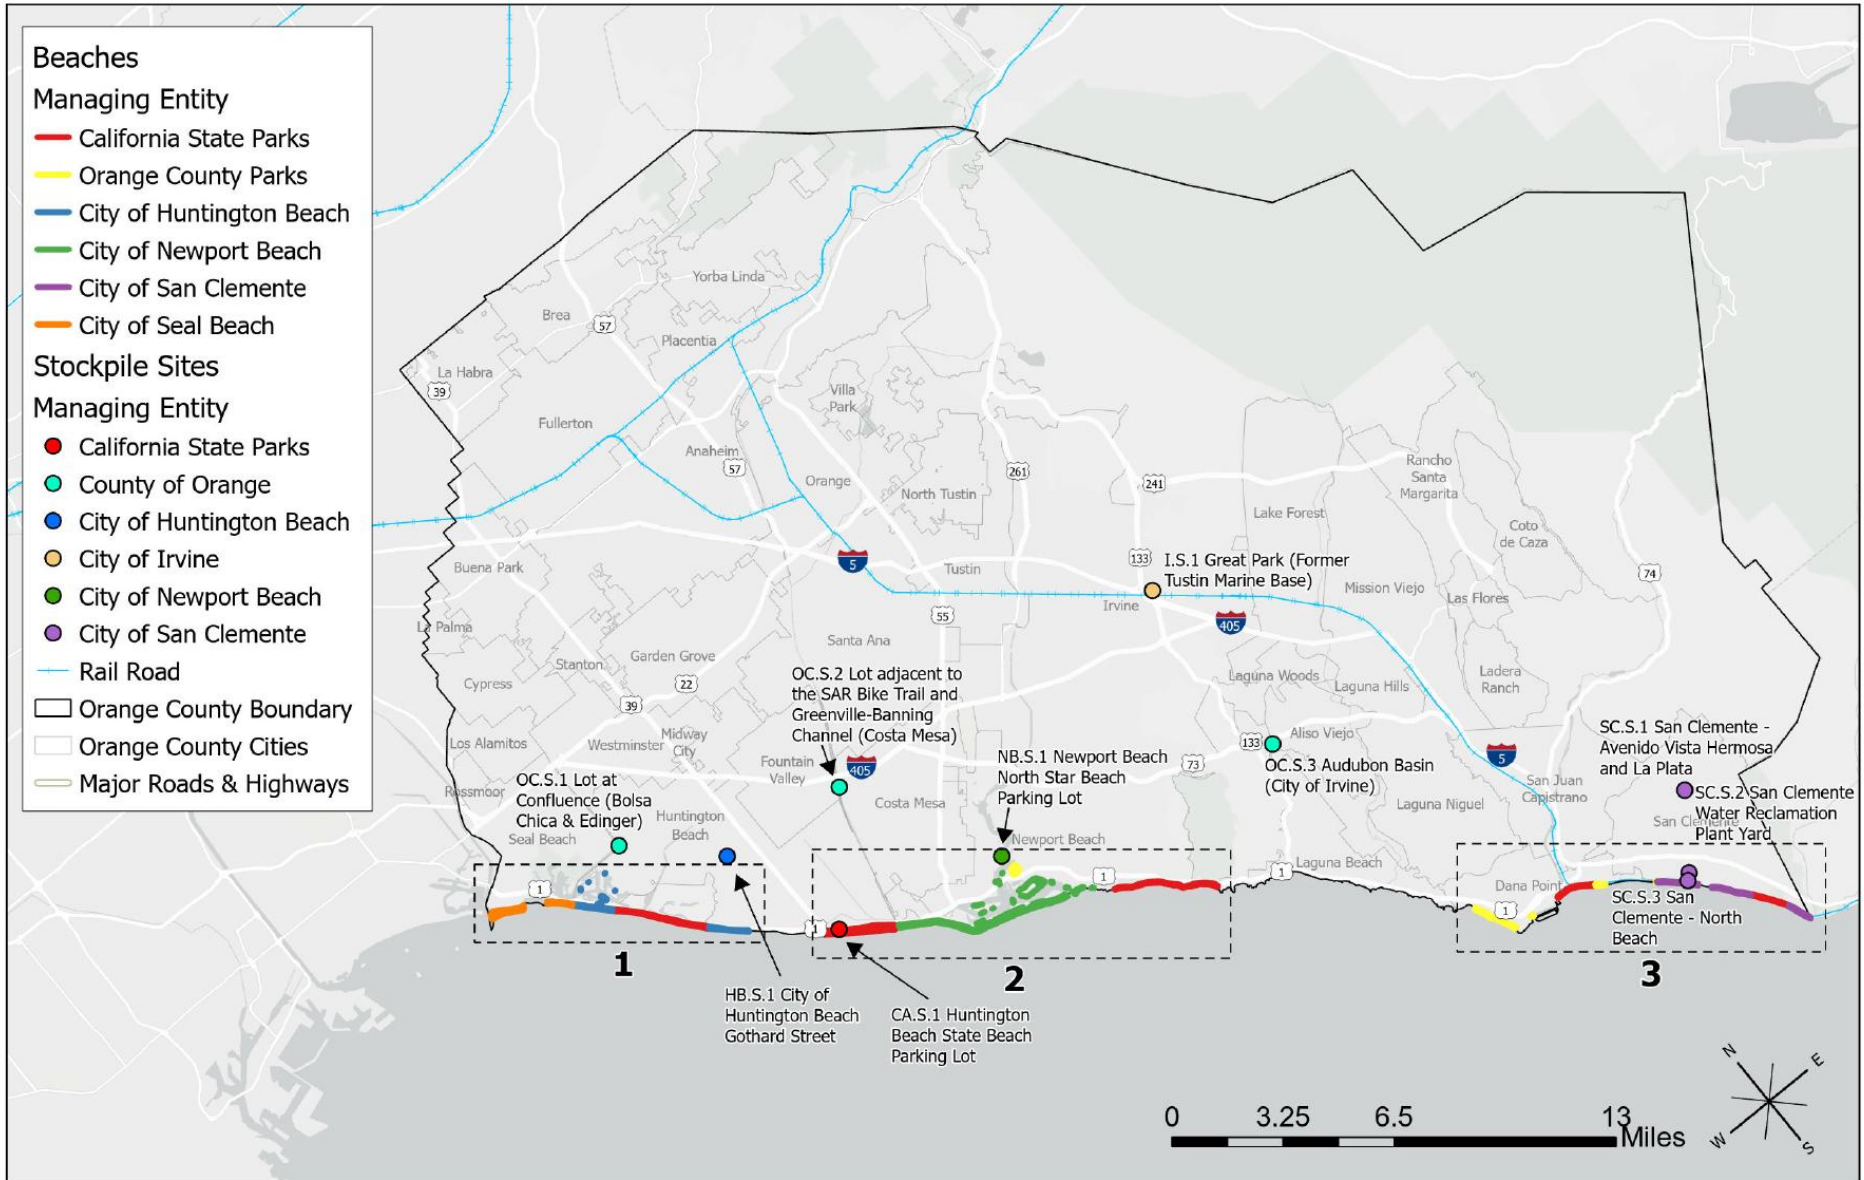 Beaches
Managing Entity
California State Parks
Orange County Parks
City of Huntington Beach
City of Newport Beach
City of San Clemente
City of Seal Beach
Stockpile Sites
Managing Entity
California State Parks
County of Orange
City of Huntington Beach
City of Irvine
City of Newport Beach
City of San Clemente
Rail Road
Orange County Boundary
Orange County Cities
Major Roads & Highways
Yorba Linda
Brea
57
Placentia
La Habra
39
Villa
Park
Fullerton
Anaheim
57
Orange
North Tustin
261
241
Rancho
Santa
Margarita
Lake Forest
Coto
de Caza
Buena Park
5
Tustin
133
I.S.1 Great Park (Former
Tustin Marine Base)
Irvine
Mission Viejo
Las Flores
74
405
55
La Palma
Santa Ana
Garden Grove
Stanton
Cypress
22
39
OC.S.2 Lot adjacent to
the SAR Bike Trail and
Greenville-Banning
Channel (Costa Mesa)
Laguna Woods
Laguna Hills
Ladera
Ranch
Los Alamitos
Westminster
Midway
City
Fountain
Valley
405
NB.S.1 Newport Beach
North Star Beach
Parking Lot
73
133
Aliso Viejo
OC.S.3 Audubon Basin
(City of Irvine)
5
SC.S.1 San Clemente -
Avenido Vista Hermosa
and La Plata
San Juan
Capistrano
Laguna Niguel
SC.S.2 San Clemente
Water Reclamation
Plant Yard
San Clemente
Rossmoor
OC.S.1 Lot at
Confluence (Bolsa
Chica & Edinger)
Seal Beach
Huntington
Beach
Costa Mesa
Newport Beach
Laguna Beach
1
1
1
1
1
Dana Point
SC.S.3 San
Clemente - North
Beach
1
2
3
HB.S.1 City of
Huntington Beach
Gothard Street
CA.S.1 Huntington
Beach State Beach
Parking Lot
N
E
W
S
0 3.25 6.5 13
Miles